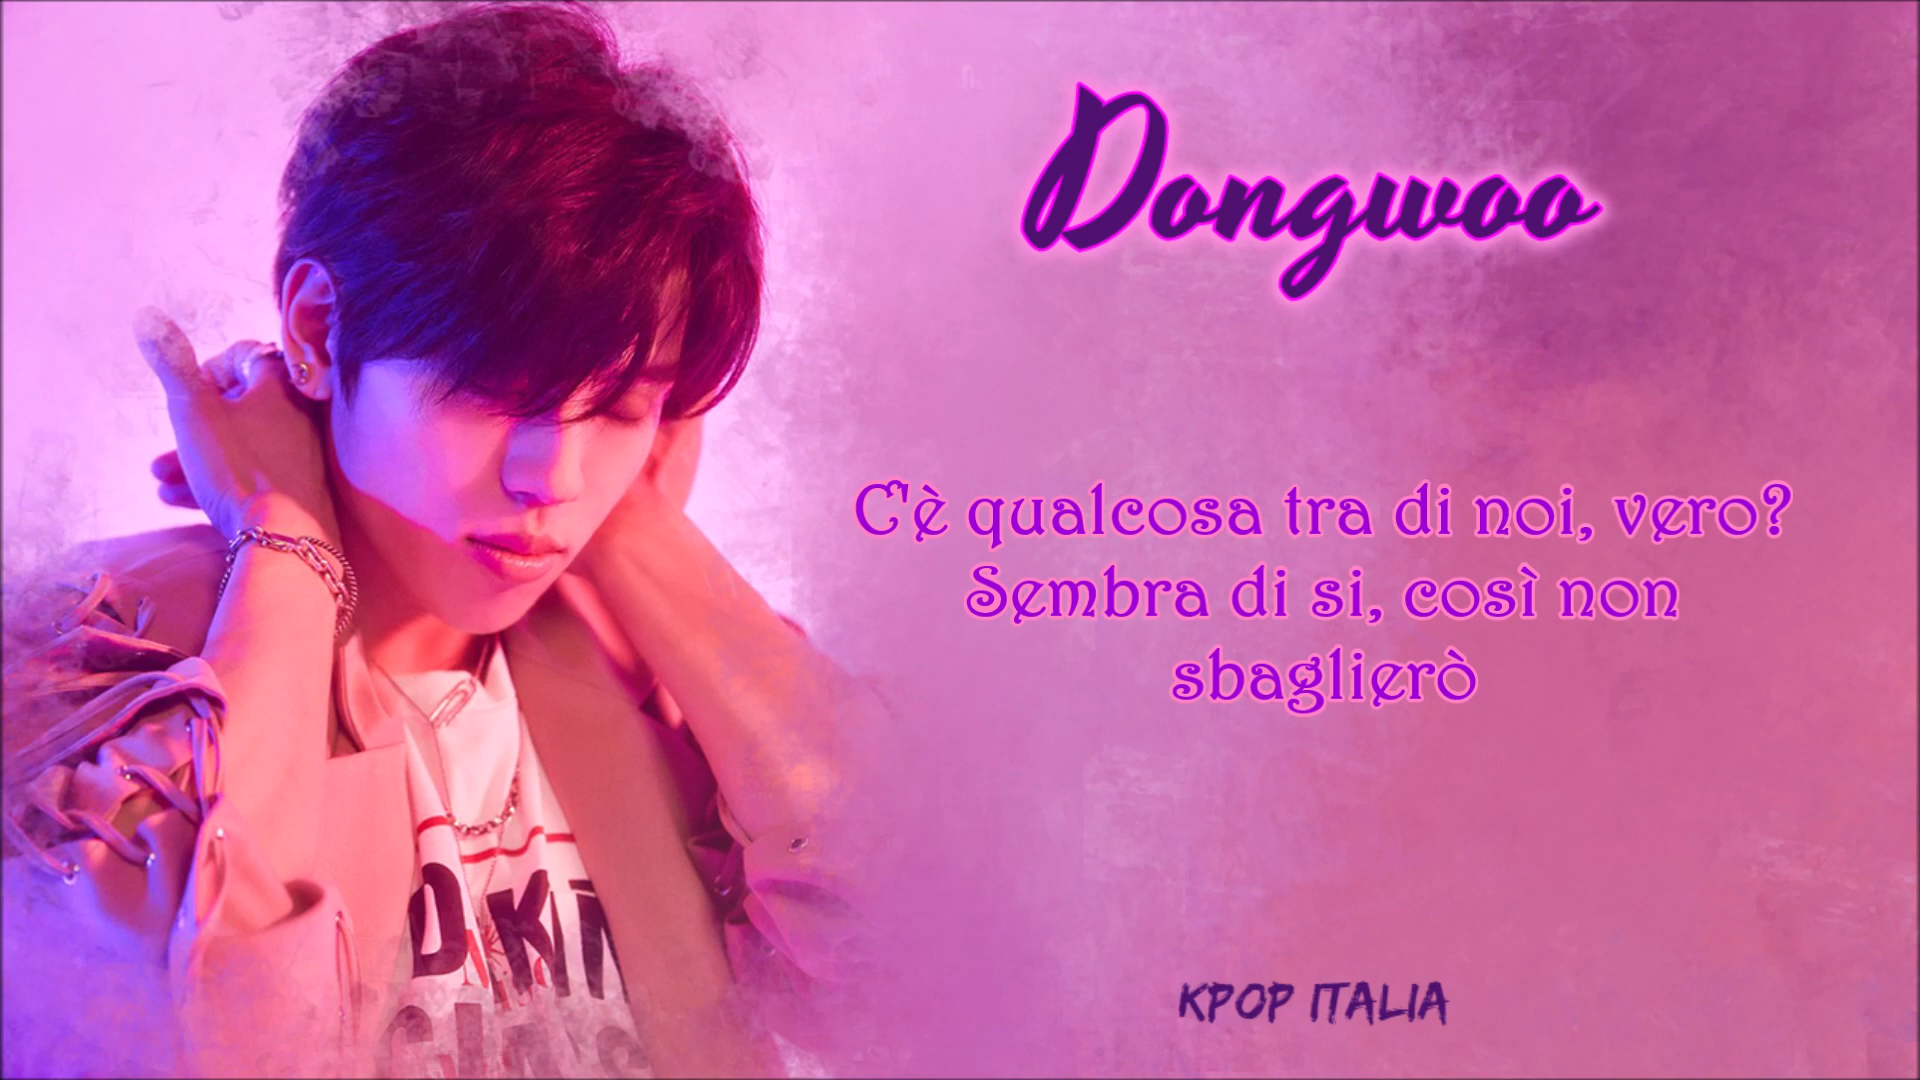 Dongwoo
C'è qualcosa tra di noi, vero?
Sembra di si, così non
sbaglierò
KPOP ITALIA